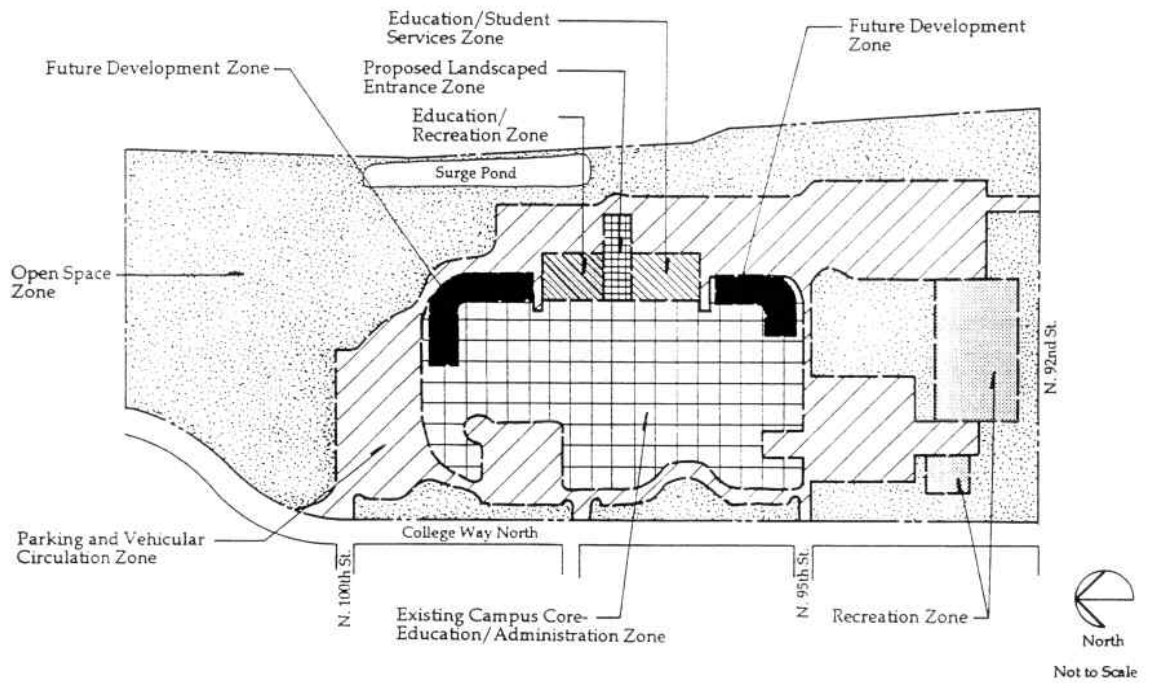 Education/Student
Services Zone
Future Development
Zone
Future Development Zone
Proposed Landscaped
Entrance Zone
Education/
Recreation Zone
Surge Pond
Open Space
Zone
N. 92nd St.
Parking and Vehicular
Circulation Zone
College Way North
N. 100th St.
N. 95th St.
Existing Campus Core-
Education/Administration Zone
Recreation Zone
North
Not to Scale